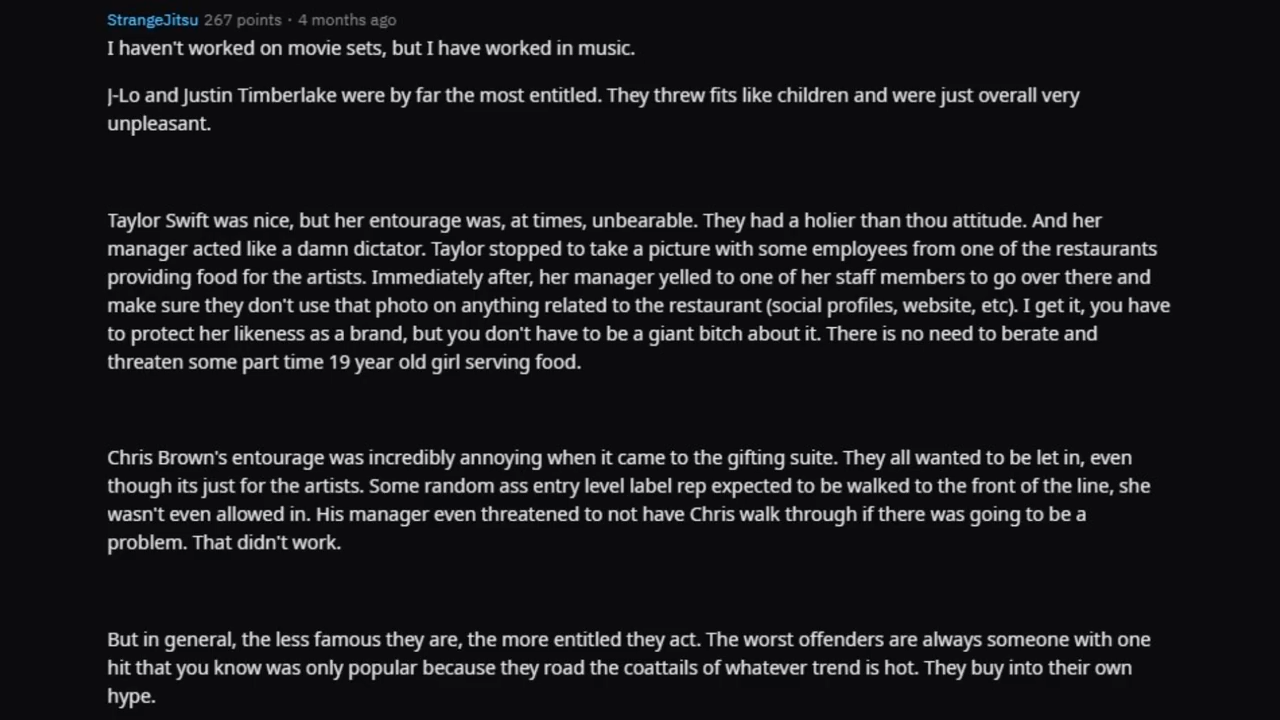 StrangeJitsu 267 points · 4 months ago
I haven't worked on movie sets, but I have worked in music.
J-Lo and Justin Timberlake were by far the most entitled. They threw fits like children and were just overall very
unpleasant.
Taylor Swift was nice, but her entourage was, at times, unbearable. They had a holier than thou attitude. And her
manager acted like a damn dictator. Taylor stopped to take a picture with some employees from one of the restaurants
providing food for the artists. Immediately after, her manager yelled to one of her staff members to go over there and
make sure they don't use that photo on anything related to the restaurant (social profiles, website, etc). I get it, you have
to protect her likeness as a brand, but you don't have to be a giant bitch about it. There is no need to berate and
threaten some part time 19 year old girl serving food.
Chris Brown's entourage was incredibly annoying when it came to the gifting suite. They all wanted to be let in, even
though its just for the artists. Some random ass entry level label rep expected to be walked to the front of the line, she
wasn't even allowed in. His manager even threatened to not have Chris walk through if there was going to be a
problem. That didn't work.
But in general, the less famous they are, the more entitled they act. The worst offenders are always someone with one
hit that you know was only popular because they road the coattails of whatever trend is hot. They buy into their own
hype.